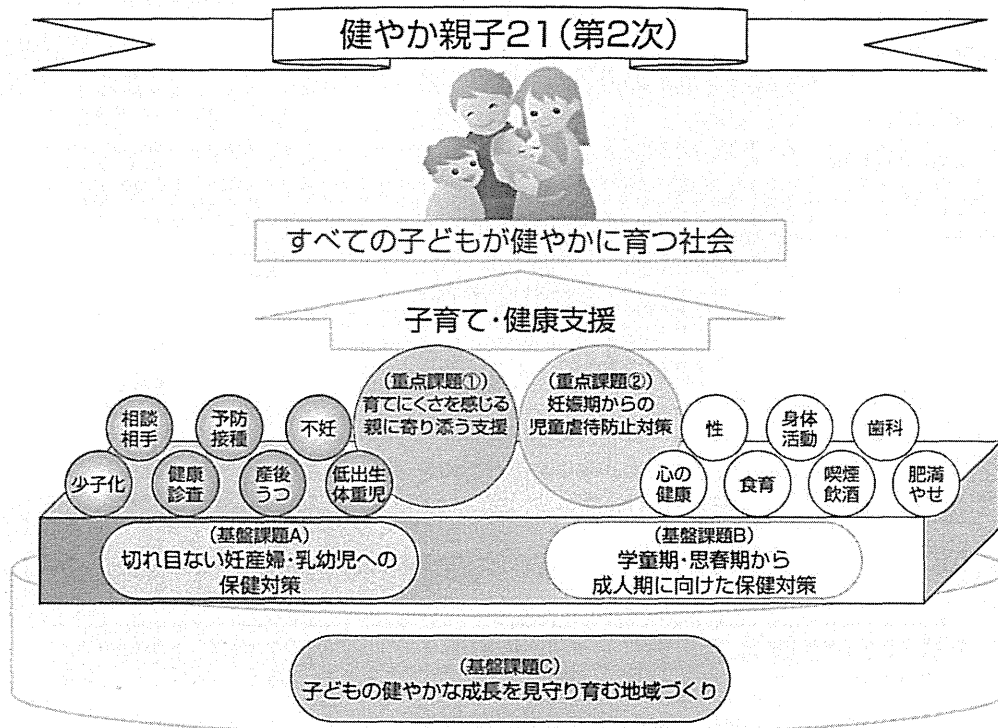 健やか親子21(第2次)
すべての子どもが健やかに育つ社会
子育て・健康支援
(重点課題①)
育てにくさを感じる
親に寄り添う支援
(重点課題②)
妊娠期からの
児童虐待防止対策
相談
相手
予防
接種
不妊
性
身体
活動
歯科
少子化
健康
診査
産後
うつ
低出生
体重児
心の
健康
食育
喫煙
飲酒
肥満
やせ
(基盤課題A)
切れ目ない妊産婦・乳幼児への
保健対策
(基盤課題B)
学童期・思春期から
成人期に向けた保健対策
(基盤課題C)
子どもの健やかな成長を見守り育む地域づくり